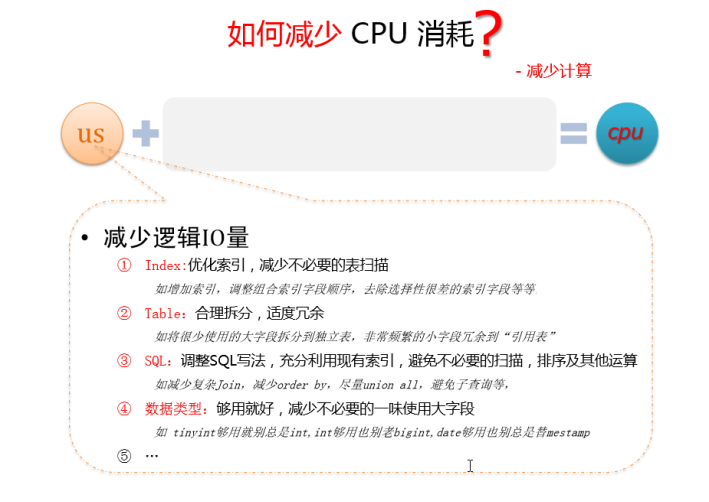 如何减少 CPU 消耗?
- 减少计算
us + = cpu
• 减少逻辑IO量
① Index:优化索引，减少不必要的表扫描
如增加索引，调整组合索引字段顺序，去除选择性很差的索引字段等等
② Table：合理拆分，适度冗余
如将很少使用的大字段拆分到独立表，非常频繁的小字段冗余到“引用表”
③ SQL：调整SQL写法，充分利用现有索引，避免不必要的扫描，排序及其他运算
如减少复杂Join，减少order by，尽量union all，避免子查询等，
④ 数据类型：够用就好，减少不必要的一味使用大字段
如 tinyint够用就别总是int,int够用也别老bigint,date够用也别总是替mestamp
⑤ …